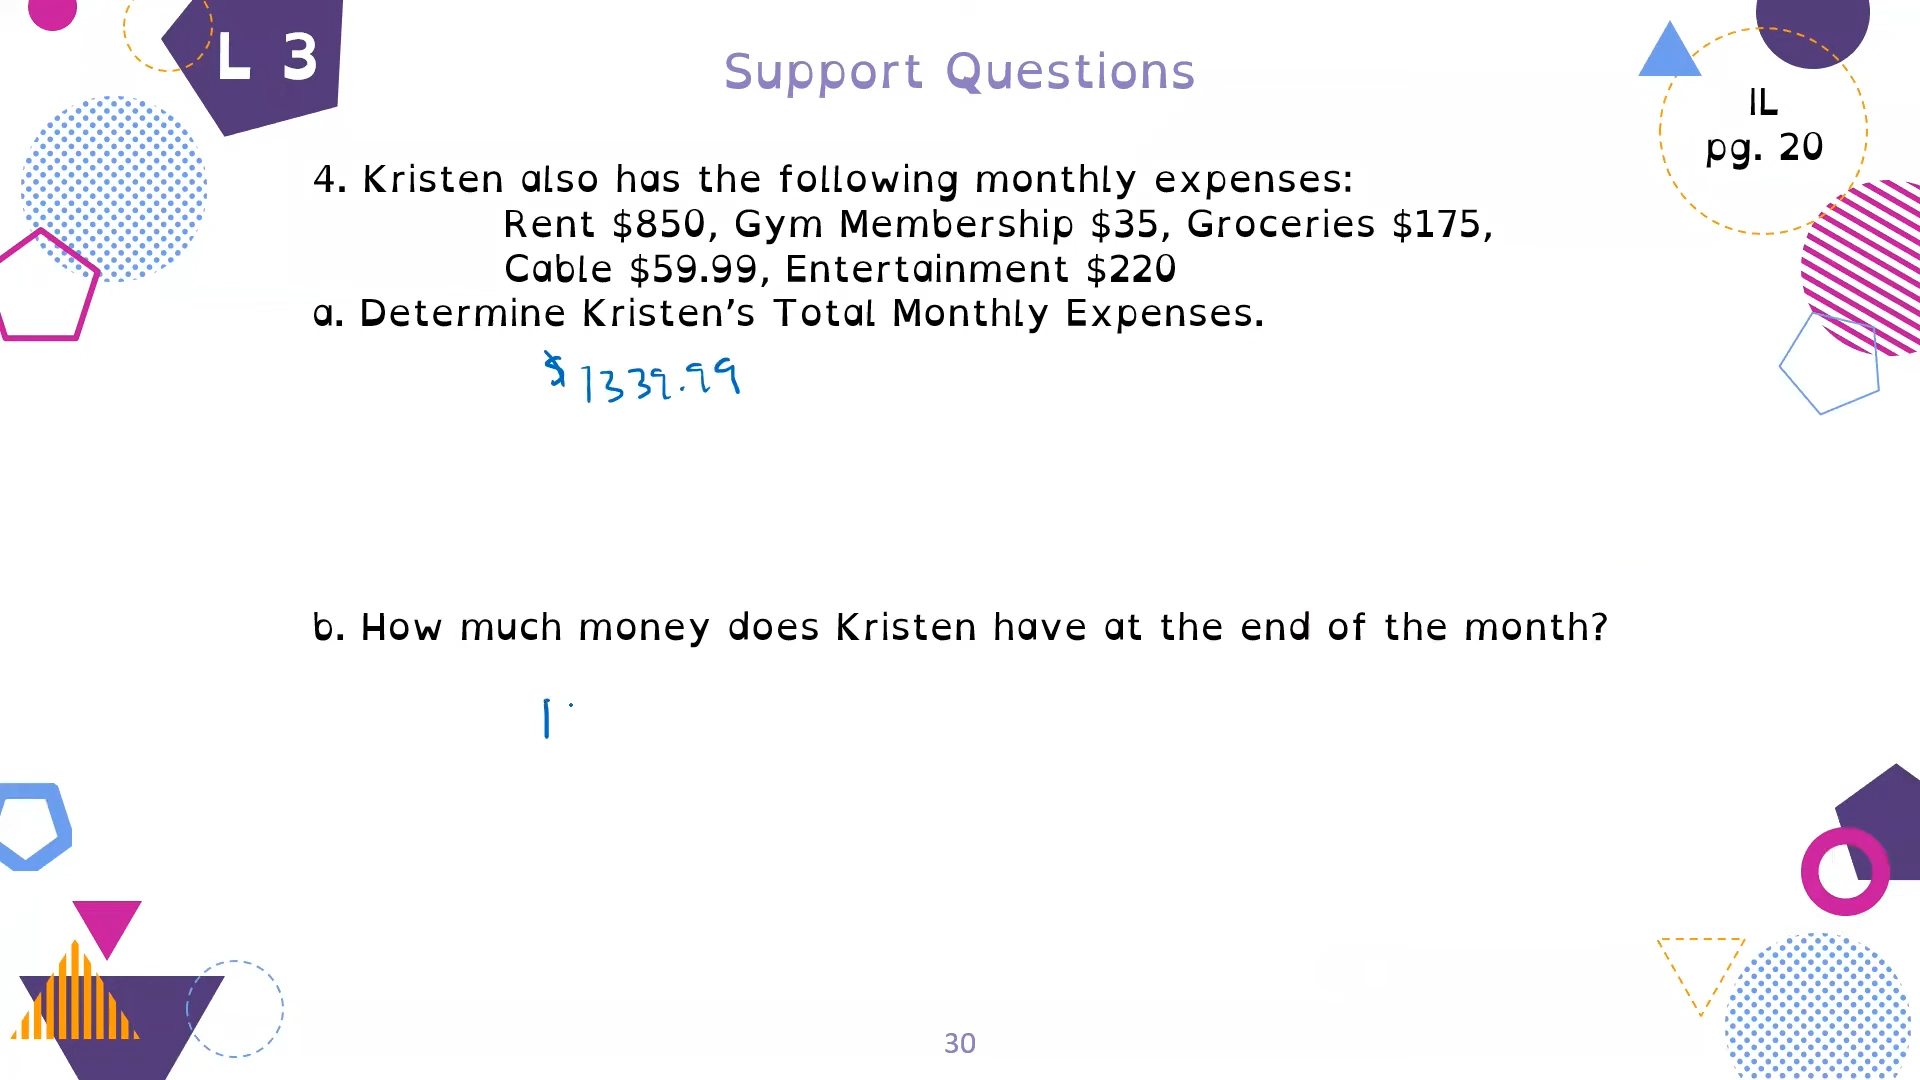 L 3
Support Questions
IL
pg. 20
4. Kristen also has the following monthly expenses:
Rent $850, Gym Membership $35, Groceries $175,
Cable $59.99, Entertainment $220
a. Determine Kristen’s Total Monthly Expenses.
$1339.99
b. How much money does Kristen have at the end of the month?
1
30